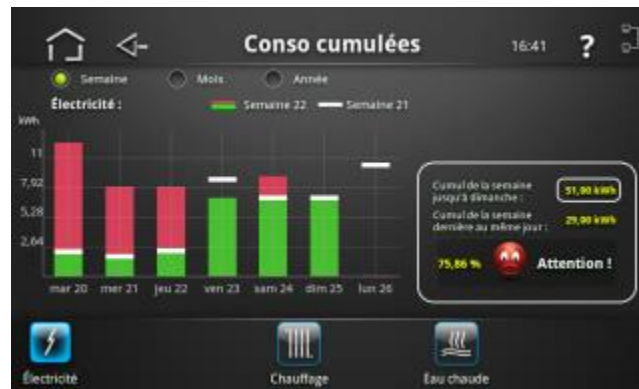 Conso cumulées
16:41
?
Semaine
Mois
Année
Électricité :
Semaine 22
Semaine 21
kWh
11
7,92
5,28
2,64
mar 20
mer 21
jeu 22
ven 23
sam 24
dim 25
lun 26
Cumul de la semaine
jusqu'à dimanche :
51,00 kWh
Cumul de la semaine
dernière au même jour :
29,00 kWh
75,86 %
Attention !
Électricité
Chauffage
Eau chaude